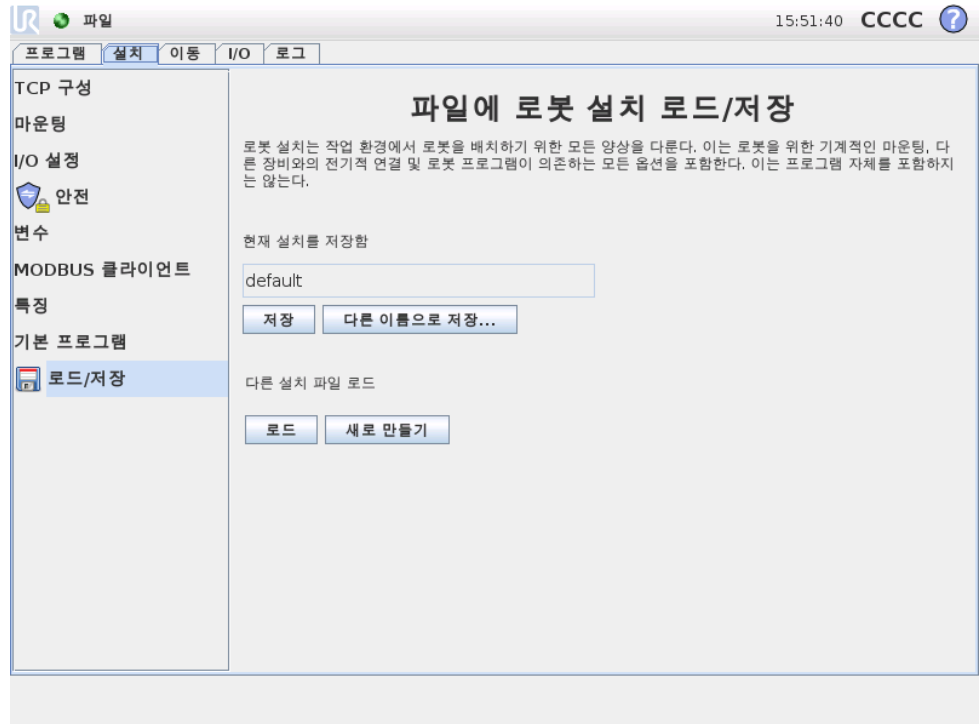 UR 파일 15:51:40 CCCC ?
프로그램 설치 이동 I/O 로그
TCP 구성
마운팅
I/O 설정
안전
변수
MODBUS 클라이언트
특징
기본 프로그램
로드/저장
파일에 로봇 설치 로드/저장
로봇 설치는 작업 환경에서 로봇을 배치하기 위한 모든 양상을 다룬다. 이는 로봇을 위한 기계적인 마운팅, 다
른 장비와의 전기적 연결 및 로봇 프로그램이 의존하는 모든 옵션을 포함한다. 이는 프로그램 자체를 포함하지
는 않는다.
현재 설치를 저장함
default
저장 다른 이름으로 저장...
다른 설치 파일 로드
로드 새로 만들기